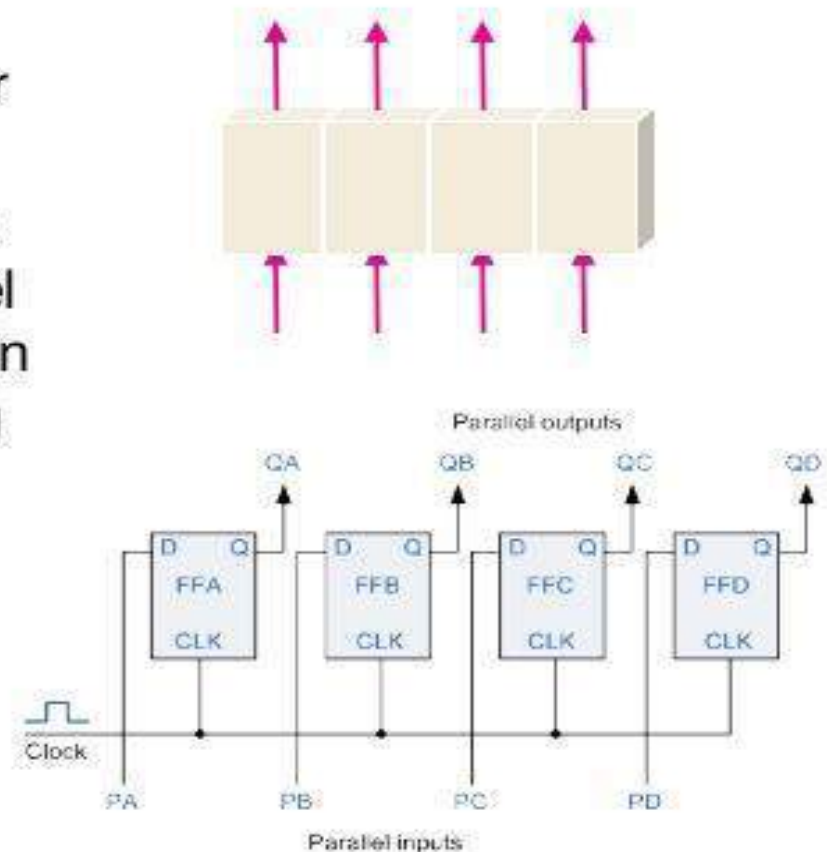 r
el
n
Parallel outputs
QA QB QC QD
D Q D Q D Q D Q
FFA FFB FFC FFD
CLK CLK CLK CLK
Clock
PA PB PC PD
Parallel inputs